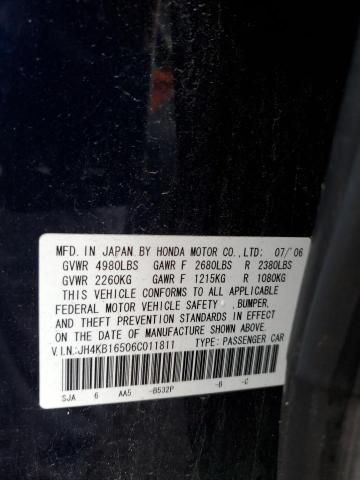 MFD. IN JAPAN BY HONDA MOTOR CO., LTD: 07/'06
GVWR 4980LBS GAWR F 2680LBS R 2380LBS
GVWR 2260KG GAWR F 1215KG R 1080KG
THIS VEHICLE CONFORMS TO ALL APPLICABLE
FEDERAL MOTOR VEHICLE SAFETY, BUMPER,
AND THEFT PREVENTION STANDARDS IN EFFECT
ON THE DATE OF MANUFACTURE SHOWN ABOVE.
V.I.N:JH4KB16506C011811 TYPE: PASSENGER CAR
SJA 6 AA5 -B532P -B -C